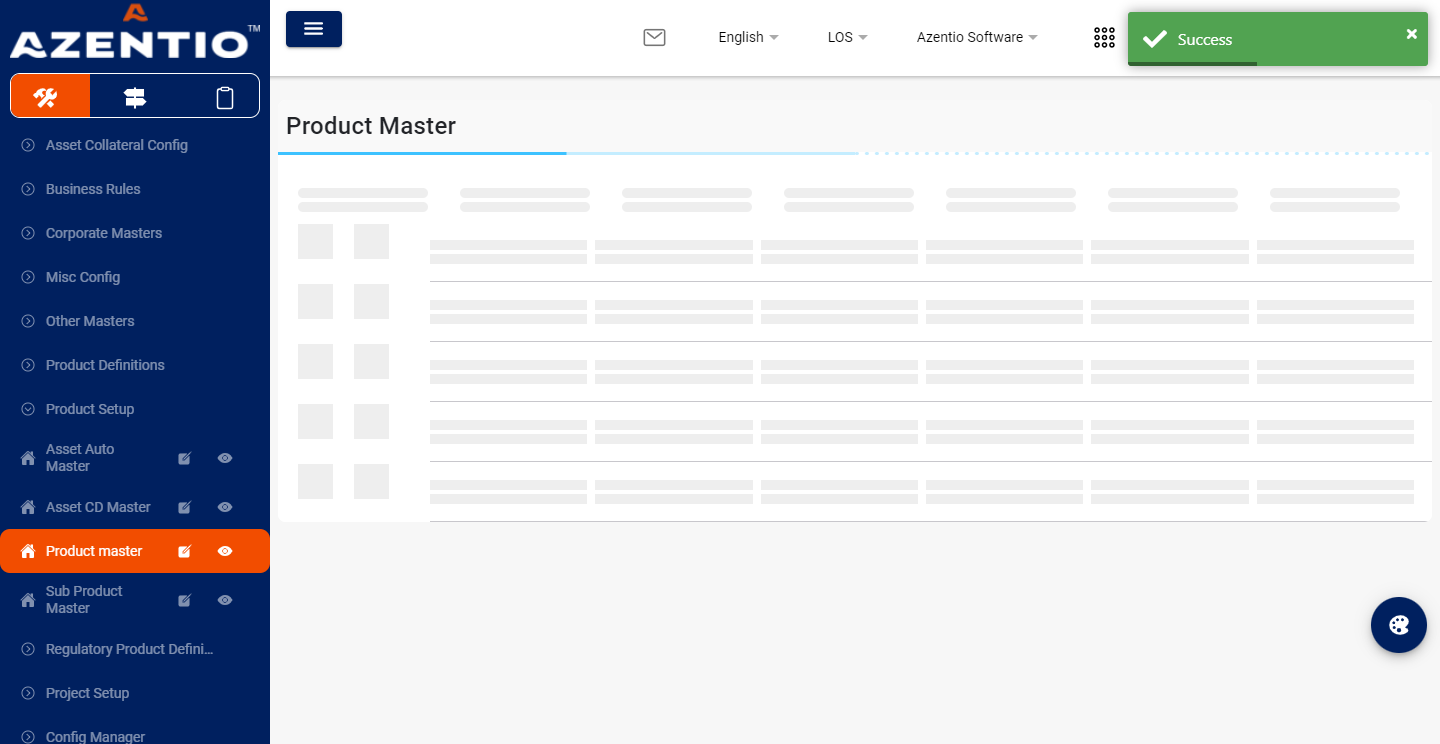 AZENTIO™
English
LOS
Azentio Software
Success
Product Master
Asset Collateral Config
Business Rules
Corporate Masters
Misc Config
Other Masters
Product Definitions
Product Setup
Asset Auto
Master
Asset CD Master
Product master
Sub Product
Master
Regulatory Product Defini...
Project Setup
Config Manager